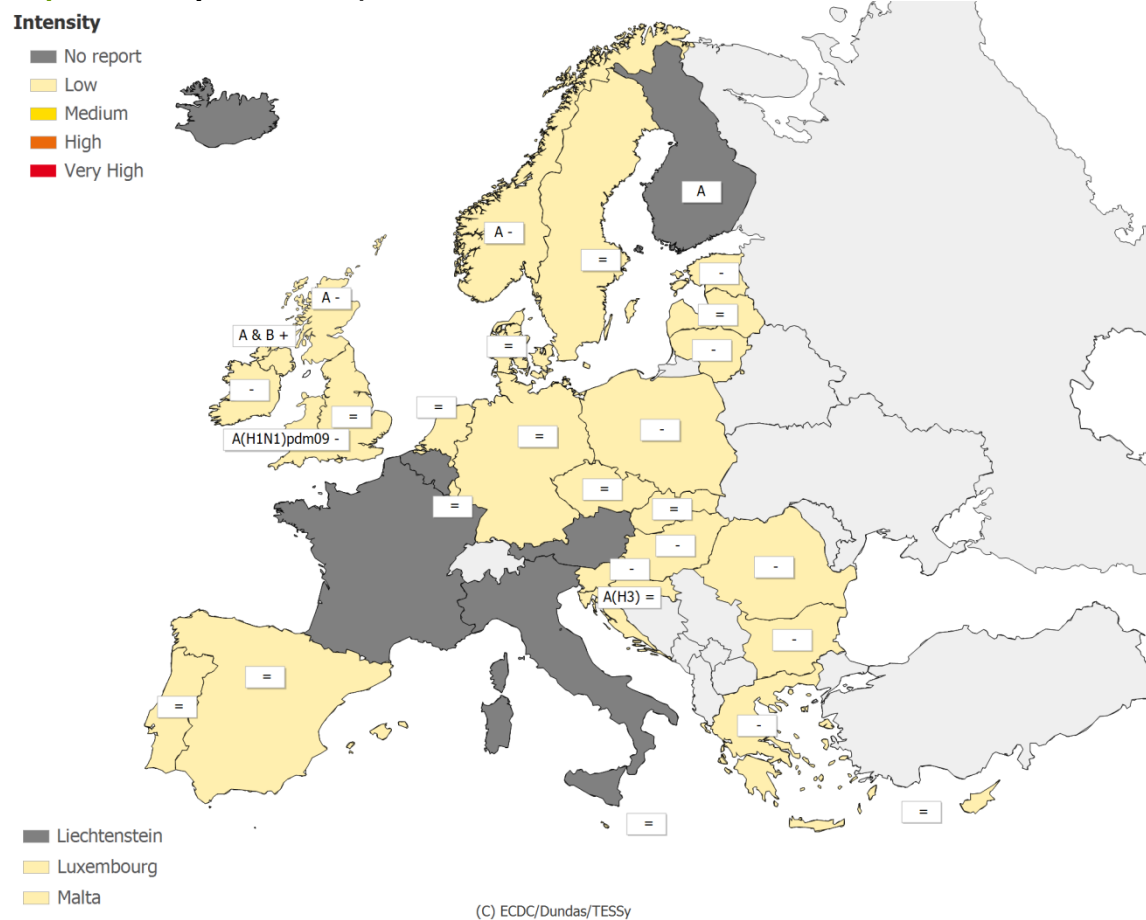 Intensity
No report
Low
Medium
High
Very High
A
A -
=
-
A -
=
A & B +
=
-
-
=
=
A(H1N1)pdm09 -
=
-
=
=
=
-
-
-
A(H3) =
-
=
=
-
=
=
Liechtenstein
Luxembourg
Malta
(C) ECDC/Dundas/TESSy